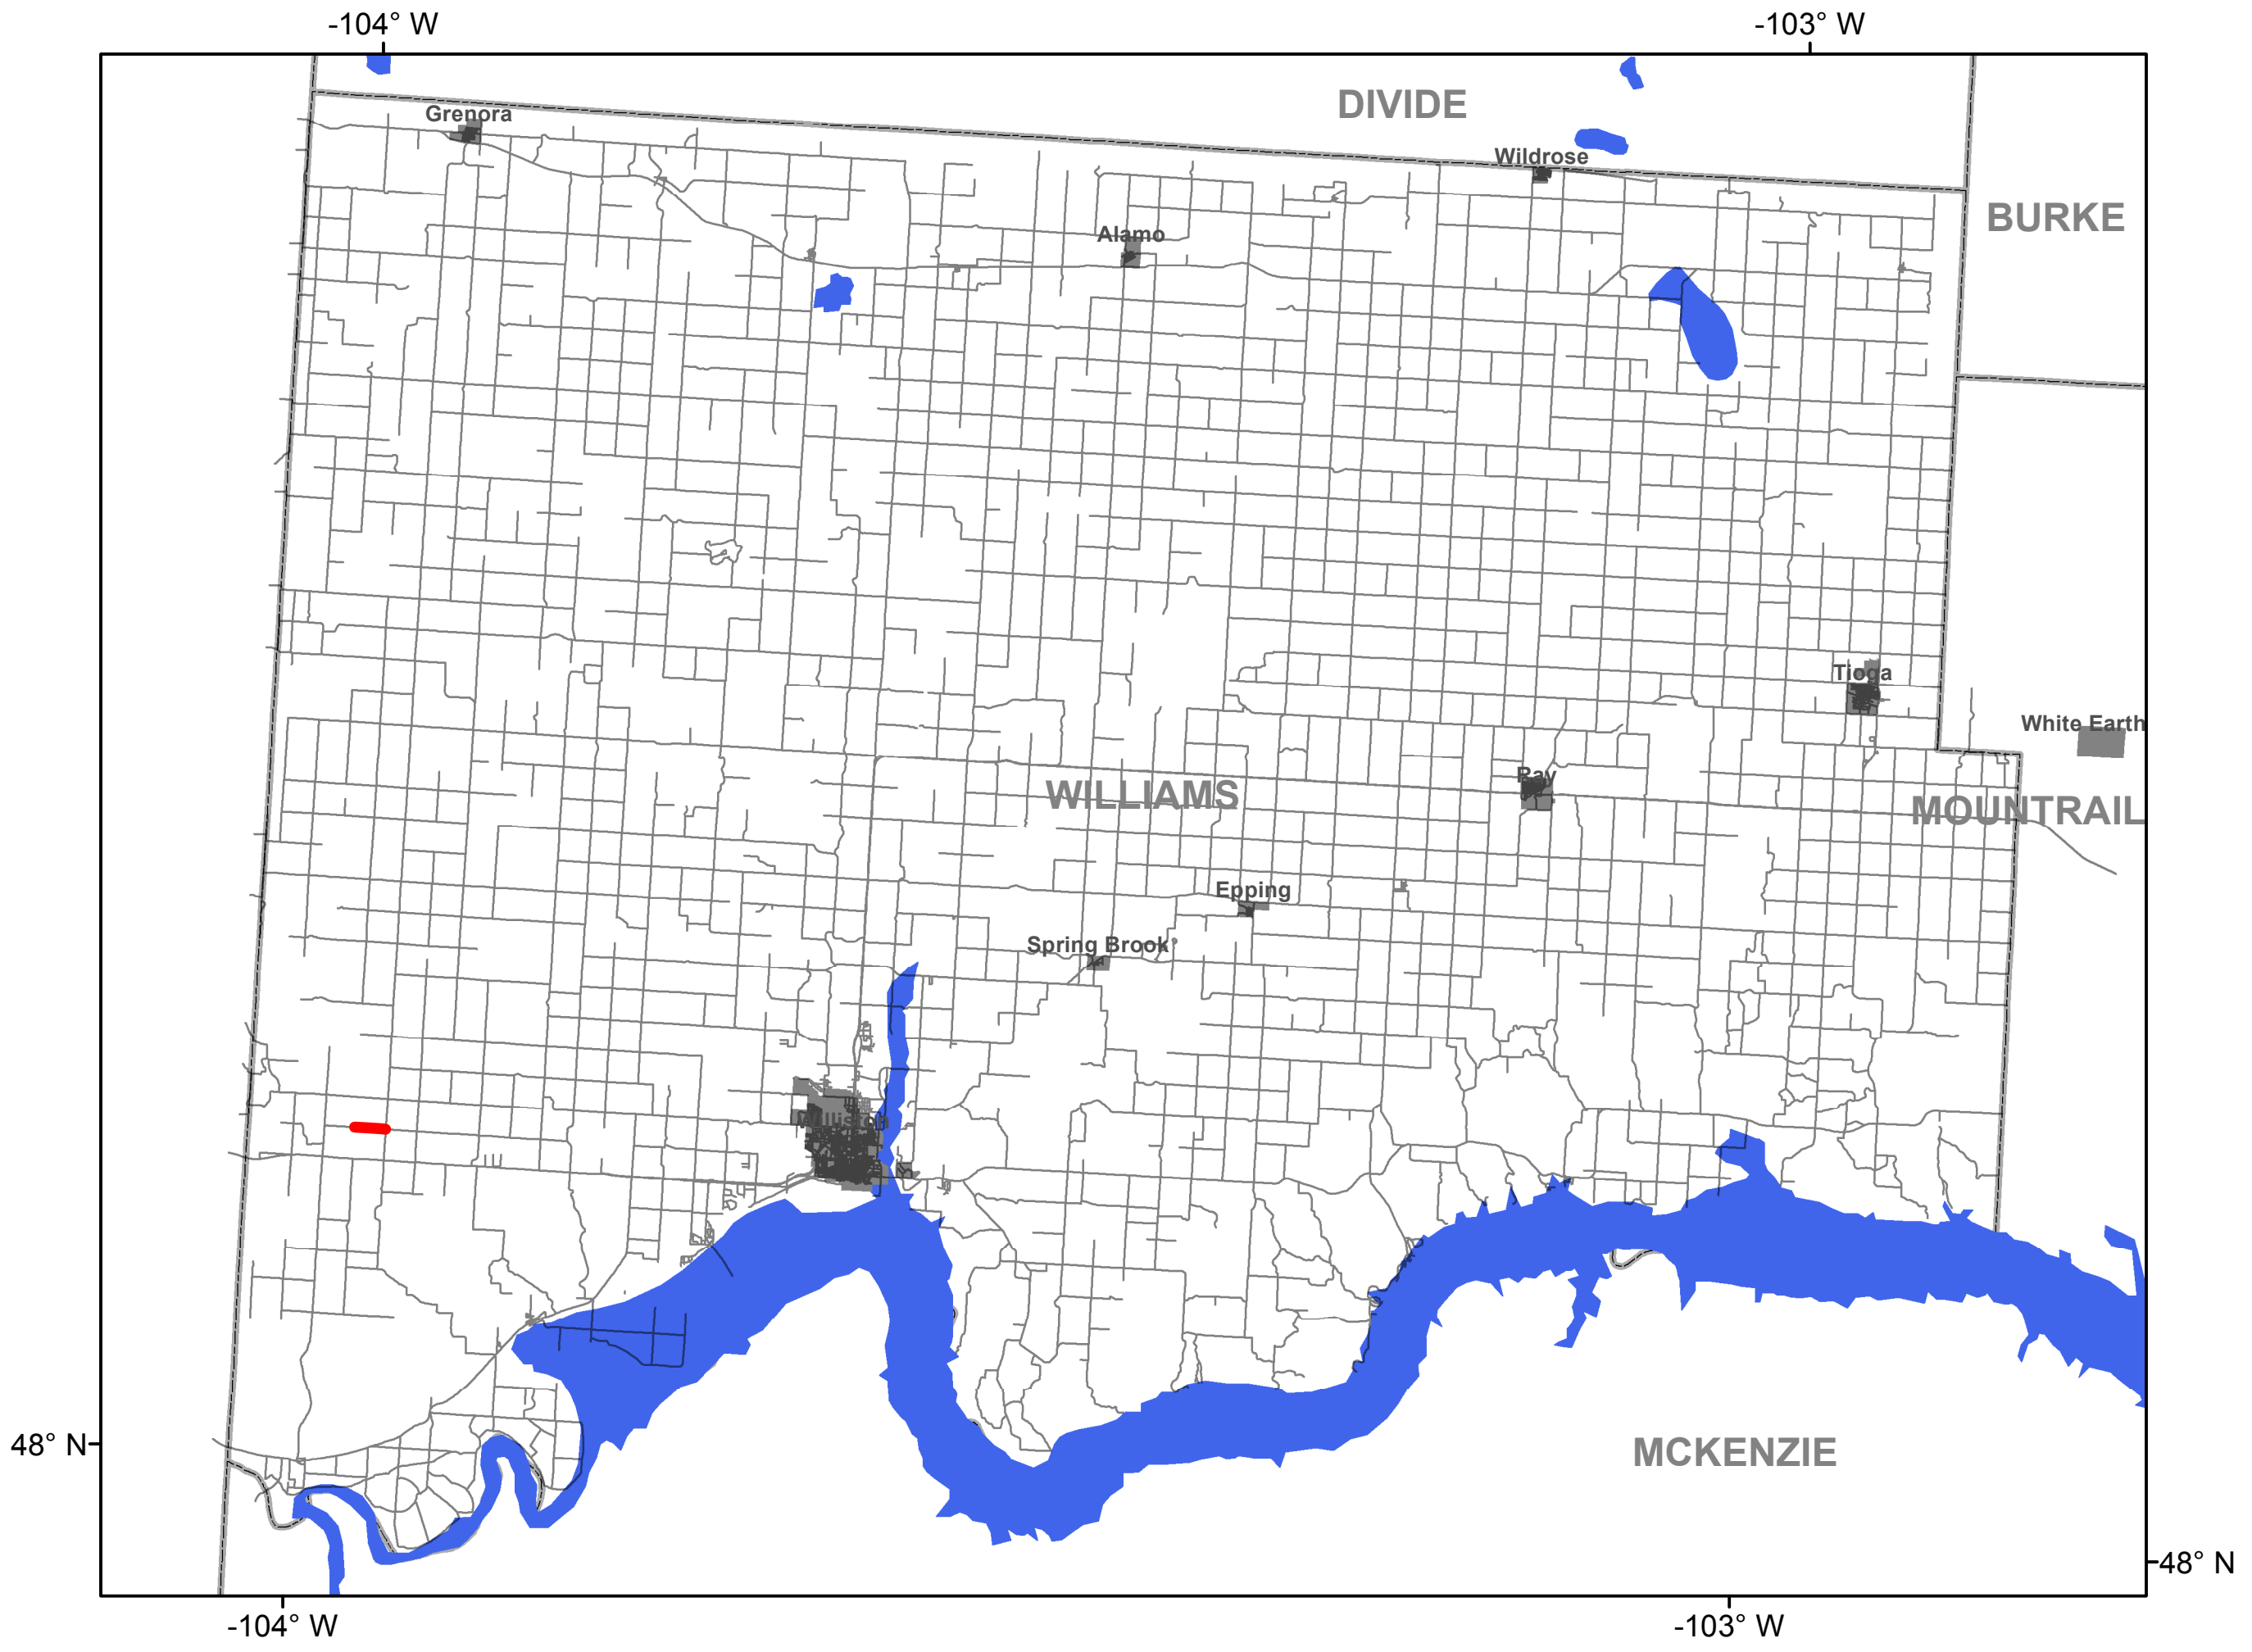 -104° W
-103° W
DIVIDE
Grenora
Wildrose
BURKE
Alamo
Tioga
White Earth
Ray
WILLIAMS
MOUNTRAIL
Epping
Spring Brook
Williston
48° N
MCKENZIE
48° N
-104° W
-103° W